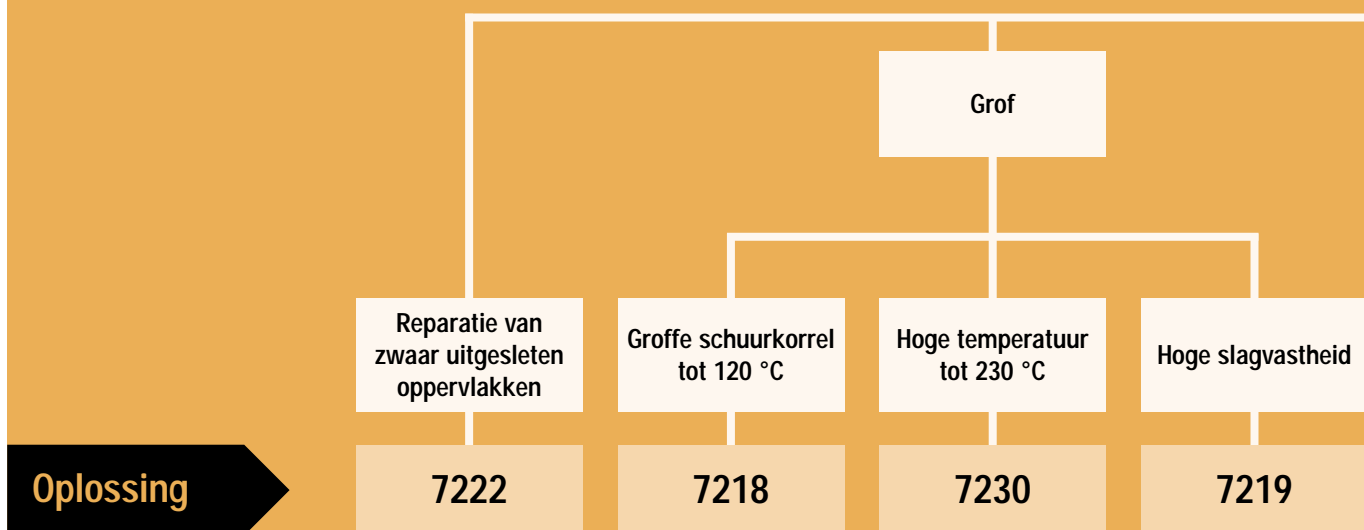 Grof
Reparatie van
zwaar uitgesleten
oppervlakken
Groffe schuurkorrel
tot 120 °C
Hoge temperatuur
tot 230 °C
Hoge slagvastheid
Oplossing
7222
7218
7230
7219